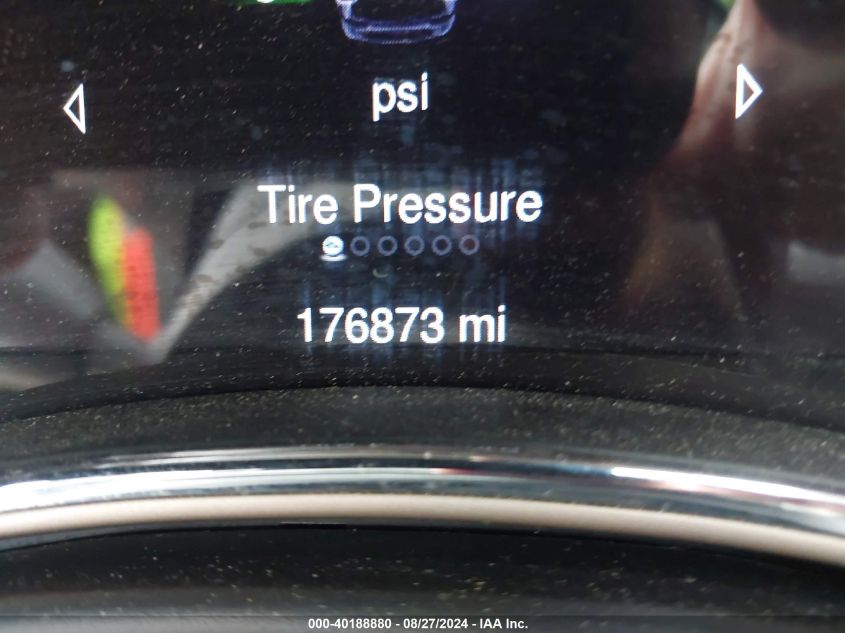 psi
Tire Pressure
176873 mi
000-40188880 - 08/27/2024 - IAA Inc.